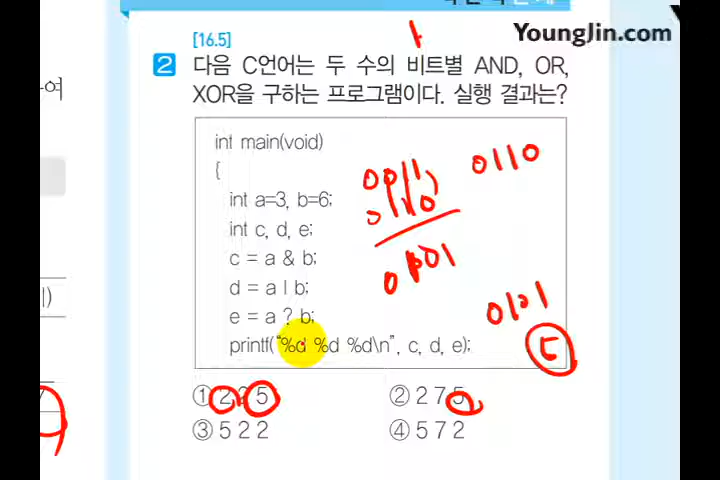 YoungJin.com
[16.5]
2 다음 C언어는 두 수의 비트별 AND, OR,
XOR을 구하는 프로그램이다. 실행 결과는?
int main(void)
{
int a=3, b=6;
int c, d, e;
c = a & b;
d = a | b;
e = a ? b;
printf("%d %d %d\n", c, d, e);
0011
0110
0110
0101
5
① 2 2 5
② 2 7 5
③ 5 2 2
④ 5 7 2